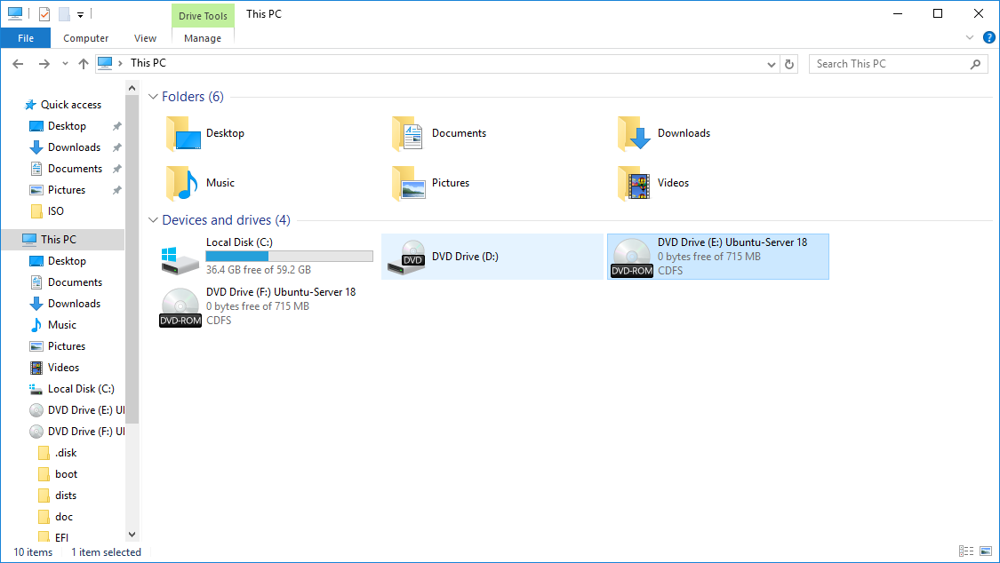 Drive Tools
This PC
File
Computer
View
Manage
?
This PC
Search This PC
Quick access
Desktop
Downloads
Documents
Pictures
ISO
This PC
Desktop
Documents
Downloads
Music
Pictures
Videos
Local Disk (C:)
DVD Drive (E:) U
DVD Drive (F:) U
.disk
boot
dists
doc
EFI
Folders (6)
Desktop
Documents
Downloads
Music
Pictures
Videos
Devices and drives (4)
Local Disk (C:)
36.4 GB free of 59.2 GB
DVD
DVD Drive (D:)
DVD-ROM
DVD Drive (E:) Ubuntu-Server 18
0 bytes free of 715 MB
CDFS
DVD-ROM
DVD Drive (F:) Ubuntu-Server 18
0 bytes free of 715 MB
CDFS
10 items
1 item selected